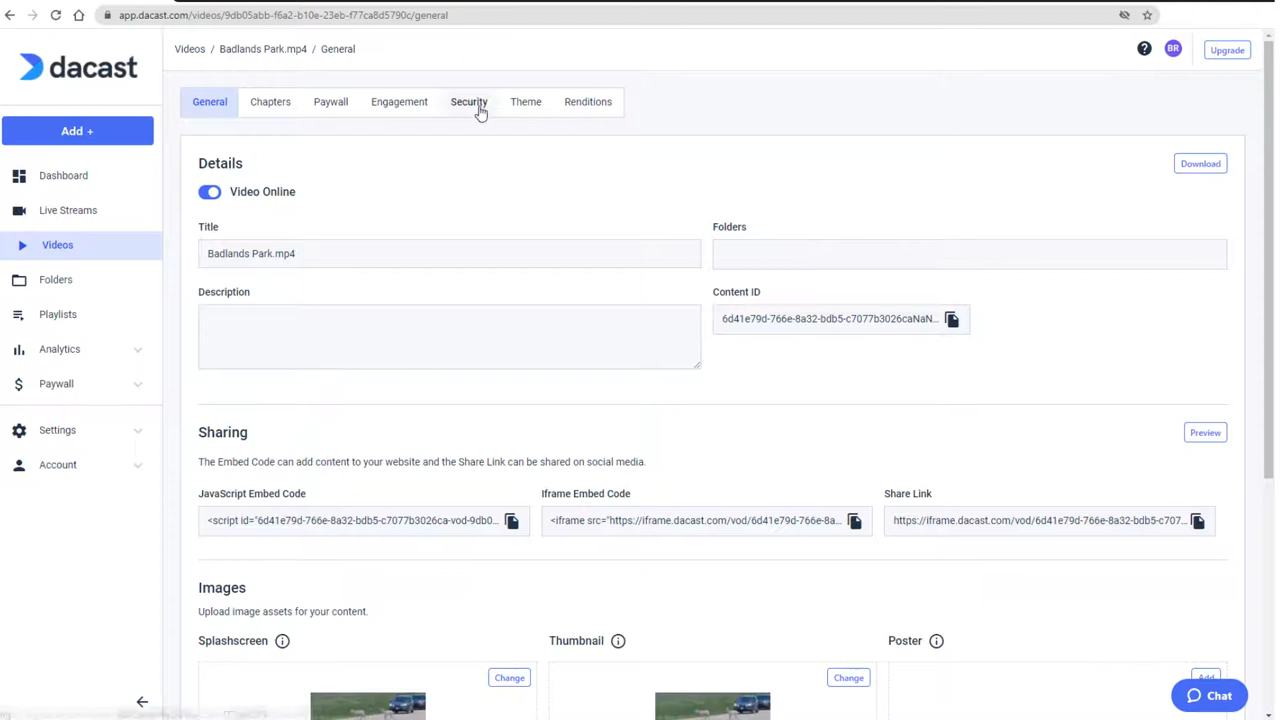 app.dacast.com/videos/9db05abb-f6a2-b10e-23eb-f77ca8d5790c/general
dacast
Videos / Badlands Park.mp4 / General
BR
Upgrade
Add +
General
Chapters
Paywall
Engagement
Security
Theme
Renditions
Dashboard
Live Streams
Videos
Folders
Playlists
Analytics
Paywall
Settings
Account
Details
Download
Video Online
Title
Folders
Badlands Park.mp4
Description
Content ID
6d41e79d-766e-8a32-bdb5-c7077b3026caNaN...
Sharing
Preview
The Embed Code can add content to your website and the Share Link can be shared on social media.
JavaScript Embed Code
Iframe Embed Code
Share Link
<script id="6d41e79d-766e-8a32-bdb5-c7077b3026ca-vod-9db0...
<iframe src="https://iframe.dacast.com/vod/6d41e79d-766e-8a...
https://iframe.dacast.com/vod/6d41e79d-766e-8a32-bdb5-c707...
Images
Upload image assets for your content.
Splashscreen
Thumbnail
Poster
Change
Change
Add
Chat